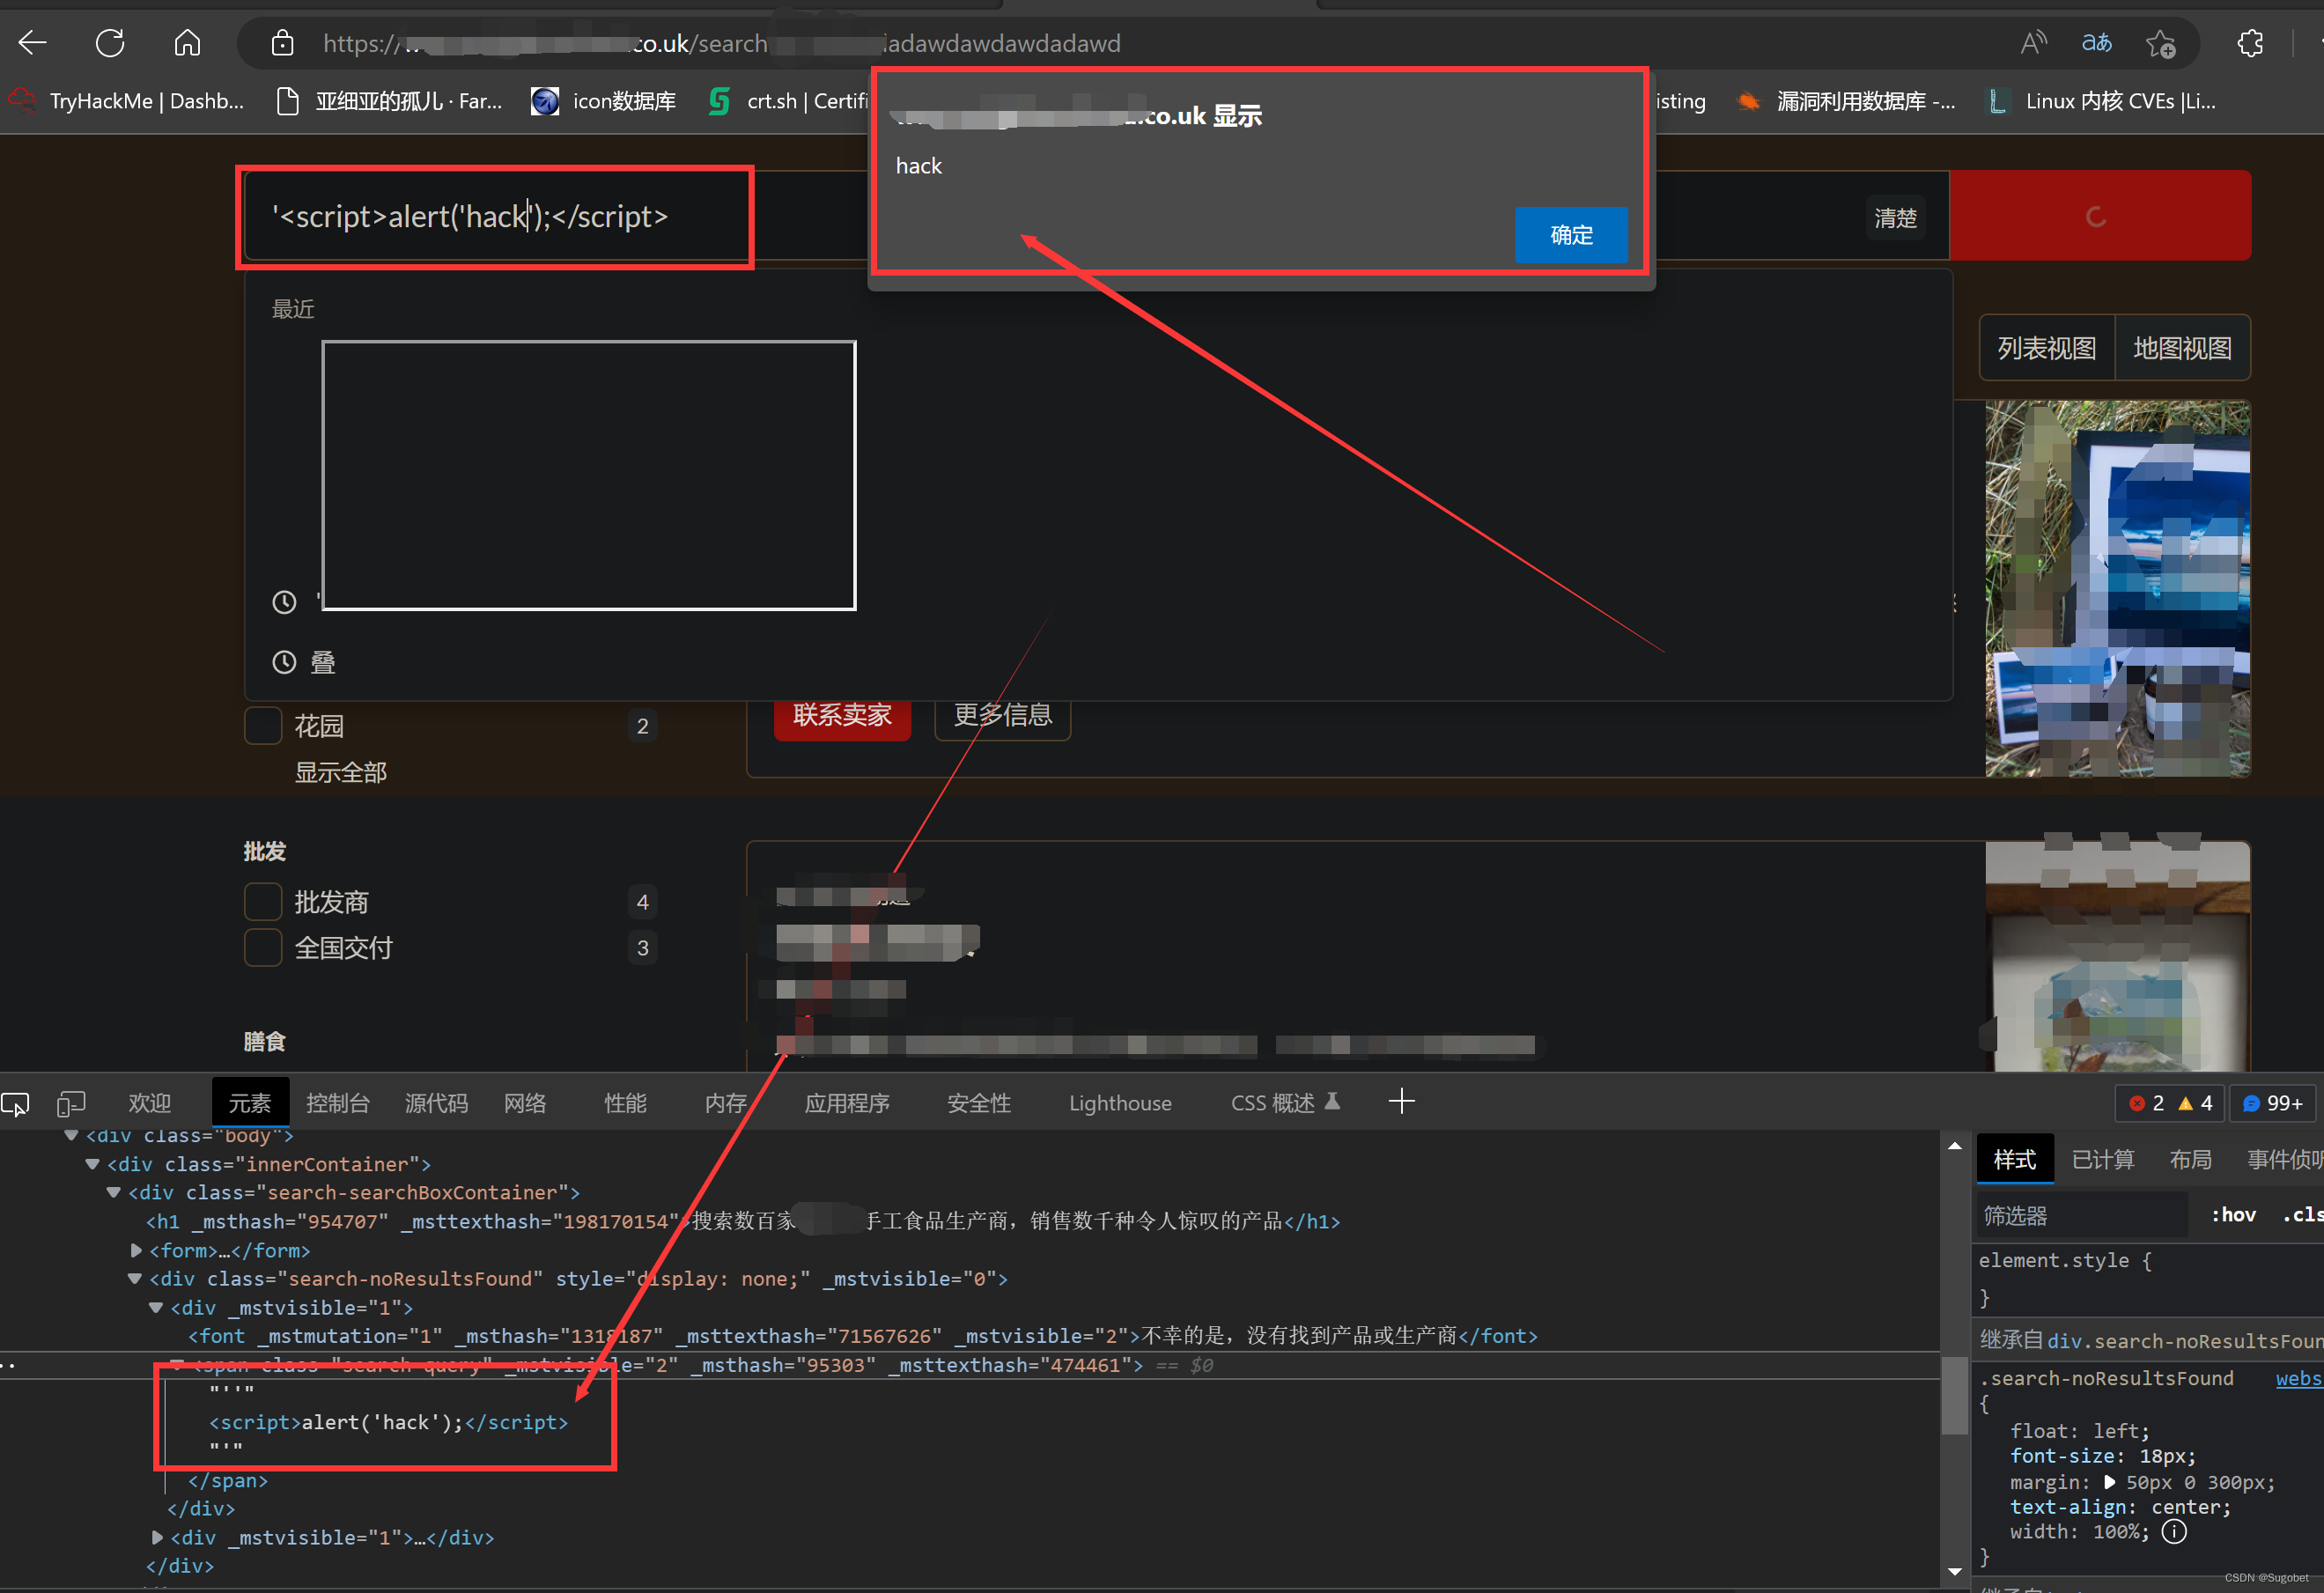 https:// co.uk/search adawdawdawdadawd
aあ
TryHackMe | Dashb...
亚细亚的孤儿 · Far...
icon数据库
crt.sh | Certifi
isting
漏洞利用数据库 -...
Linux 内核 CVEs |Li...
.co.uk 显示
hack
确定
'<script>alert('hack');</script>
清楚
最近
列表视图
地图视图
'
叠
联系卖家
更多信息
花园
2
显示全部
批发
批发商
4
全国交付
3
膳食
欢迎
元素
控制台
源代码
网络
性能
内存
应用程序
安全性
Lighthouse
CSS 概述
2
4
99+
<div class="body">
<div class="innerContainer">
<div class="search-searchBoxContainer">
<h1 _msthash="954707" _msttexthash="198170154">搜索数百家 手工食品生产商，销售数千种令人惊叹的产品</h1>
<form>…</form>
<div class="search-noResultsFound" style="display: none;" _mstvisible="0">
<div _mstvisible="1">
<font _mstmutation="1" _msthash="1318187" _msttexthash="71567626" _mstvisible="2">不幸的是，没有找到产品或生产商</font>
<span class="search-query" _mstvisible="2" _msthash="95303" _msttexthash="474461"> == $0
"''"
<script>alert('hack');</script>
"'"
</span>
</div>
<div _mstvisible="1">…</div>
</div>
样式
已计算
布局
事件侦听
筛选器
:hov
.cls
element.style {
}
继承自 div.search-noResultsFoun
.search-noResultsFound
webs
{
float: left;
font-size: 18px;
margin: 50px 0 300px;
text-align: center;
width: 100%;
}
CSDN @Sugobet